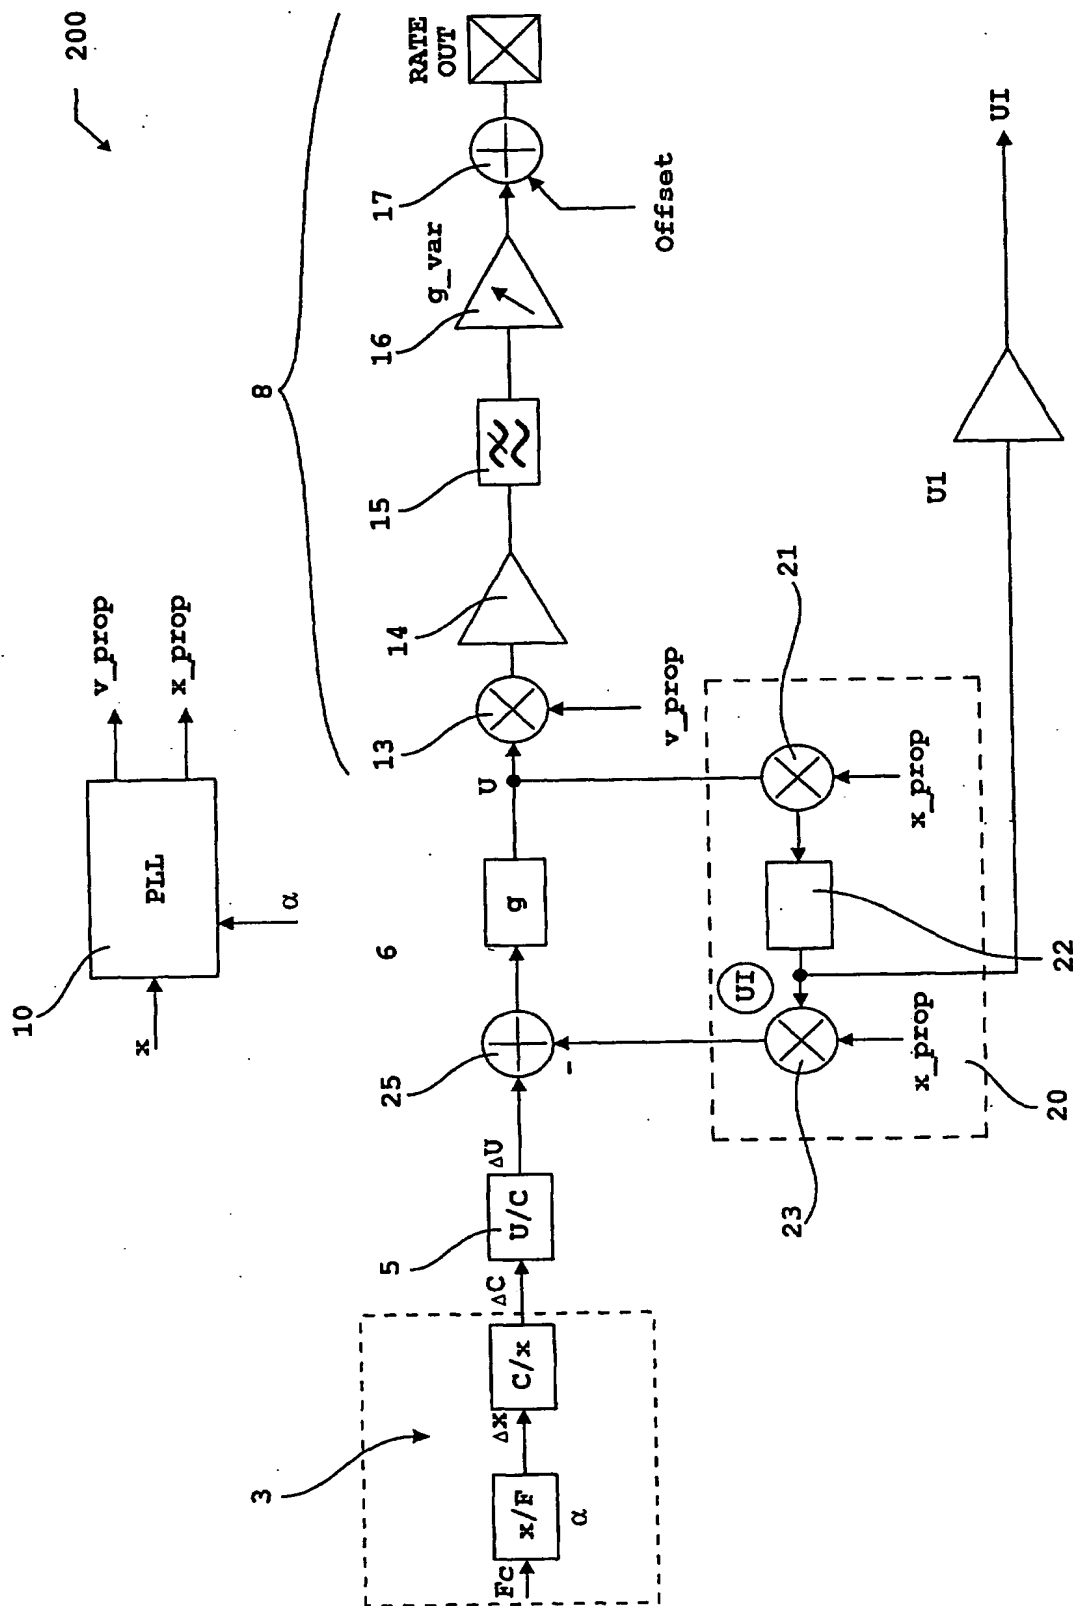 200
8
RATE
OUT
17
Offset
g_var
16
15
14
13
v_prop
U
v_prop
x_prop
PLL
10
x
α
g
6
25
-
ΔU
U/C
5
ΔC
C/x
Δx
x/F
α
Fc
3
21
x_prop
22
UI
23
x_prop
20
U1
UI